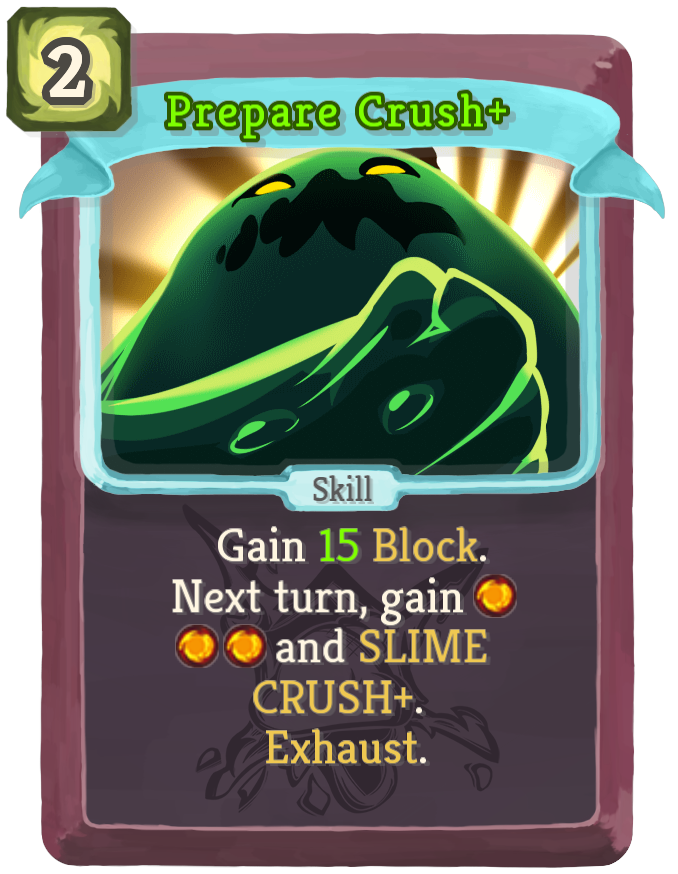 2
Prepare Crush+
Skill
Gain 15 Block.
Next turn, gain
and SLIME
CRUSH+.
Exhaust.